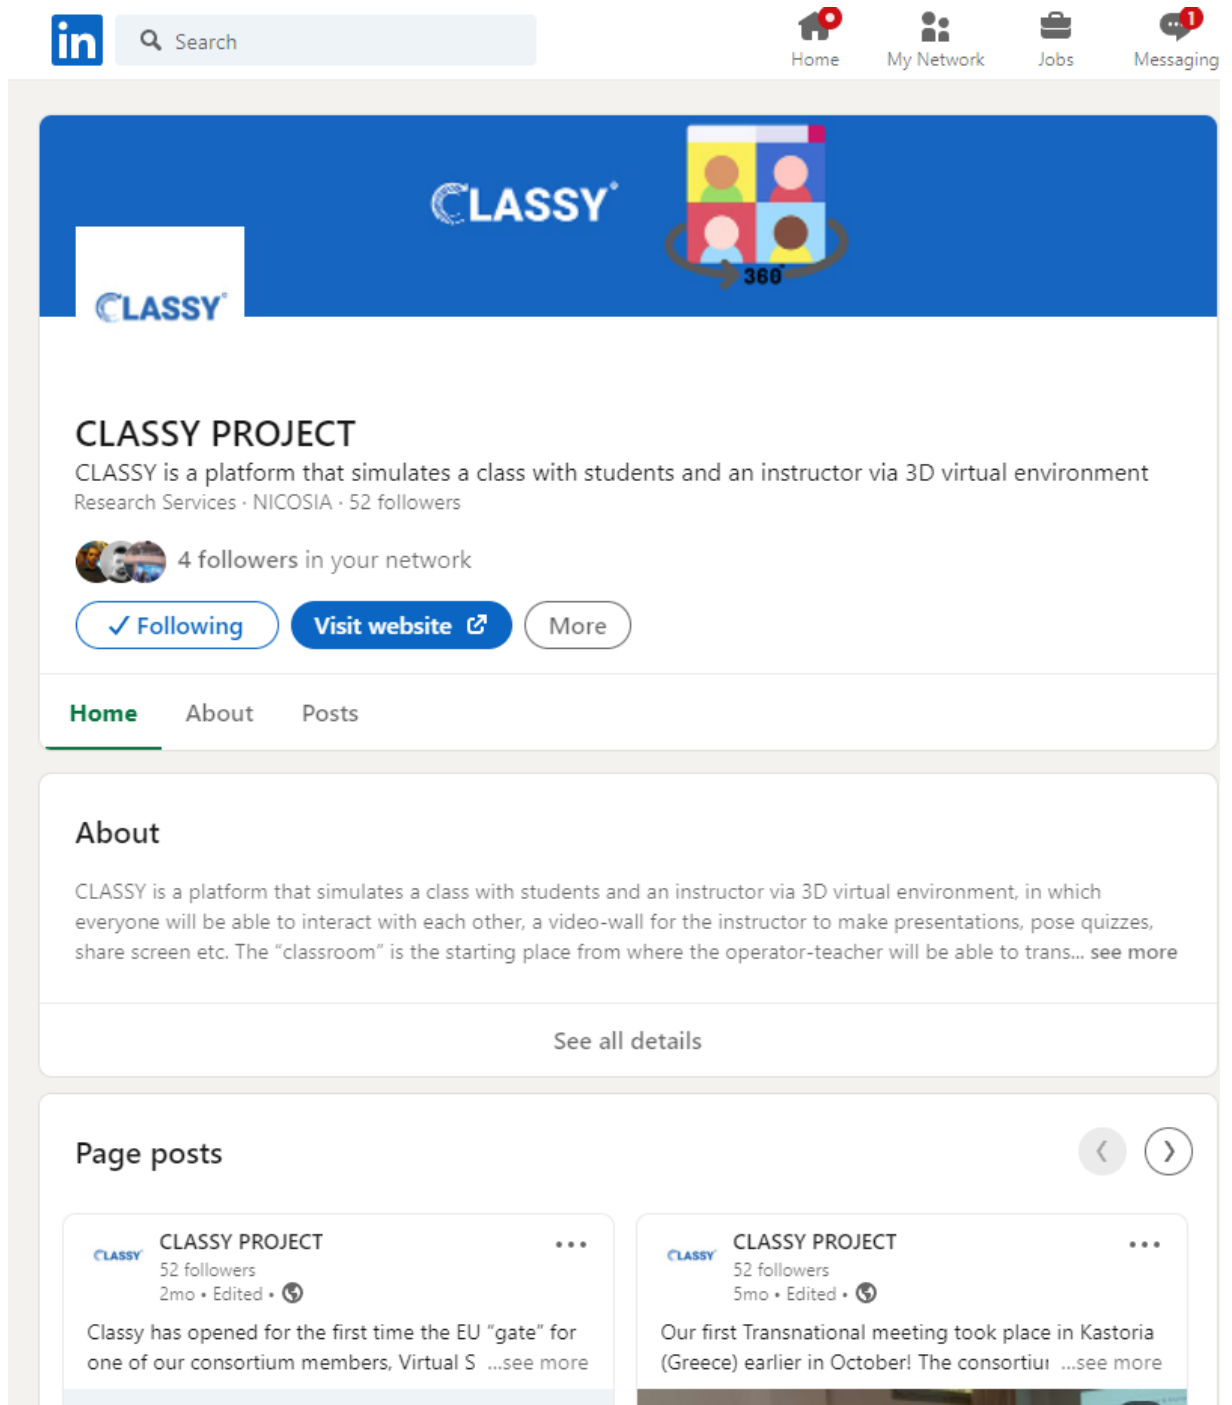 in
Search
Home
My Network
Jobs
1
Messaging
CLASSY°
360°
CLASSY°
CLASSY PROJECT
CLASSY is a platform that simulates a class with students and an instructor via 3D virtual environment
Research Services · NICOSIA · 52 followers
4 followers in your network
Following
Visit website
More
Home
About
Posts
About
CLASSY is a platform that simulates a class with students and an instructor via 3D virtual environment, in which
everyone will be able to interact with each other, a video-wall for the instructor to make presentations, pose quizzes,
share screen etc. The “classroom” is the starting place from where the operator-teacher will be able to trans... see more
See all details
Page posts
CLASSY°
CLASSY PROJECT
52 followers
2mo • Edited •
Classy has opened for the first time the EU “gate” for
one of our consortium members, Virtual S ...see more
CLASSY°
CLASSY PROJECT
52 followers
5mo • Edited •
Our first Transnational meeting took place in Kastoria
(Greece) earlier in October! The ...see more